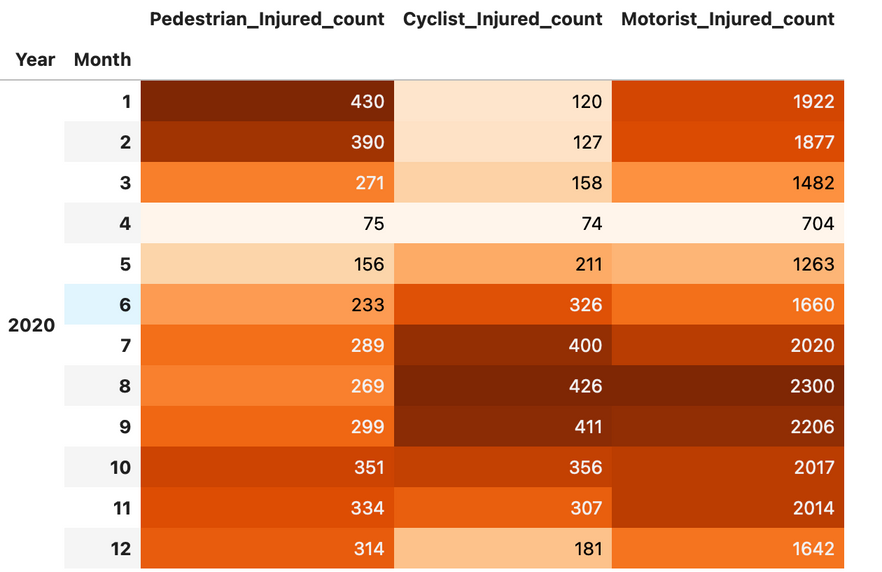 Pedestrian_Injured_count Cyclist_Injured_count Motorist_Injured_count
Year Month
1 430 120 1922
2 390 127 1877
3 271 158 1482
4 75 74 704
5 156 211 1263
6 233 326 1660
2020
7 289 400 2020
8 269 426 2300
9 299 411 2206
10 351 356 2017
11 334 307 2014
12 314 181 1642